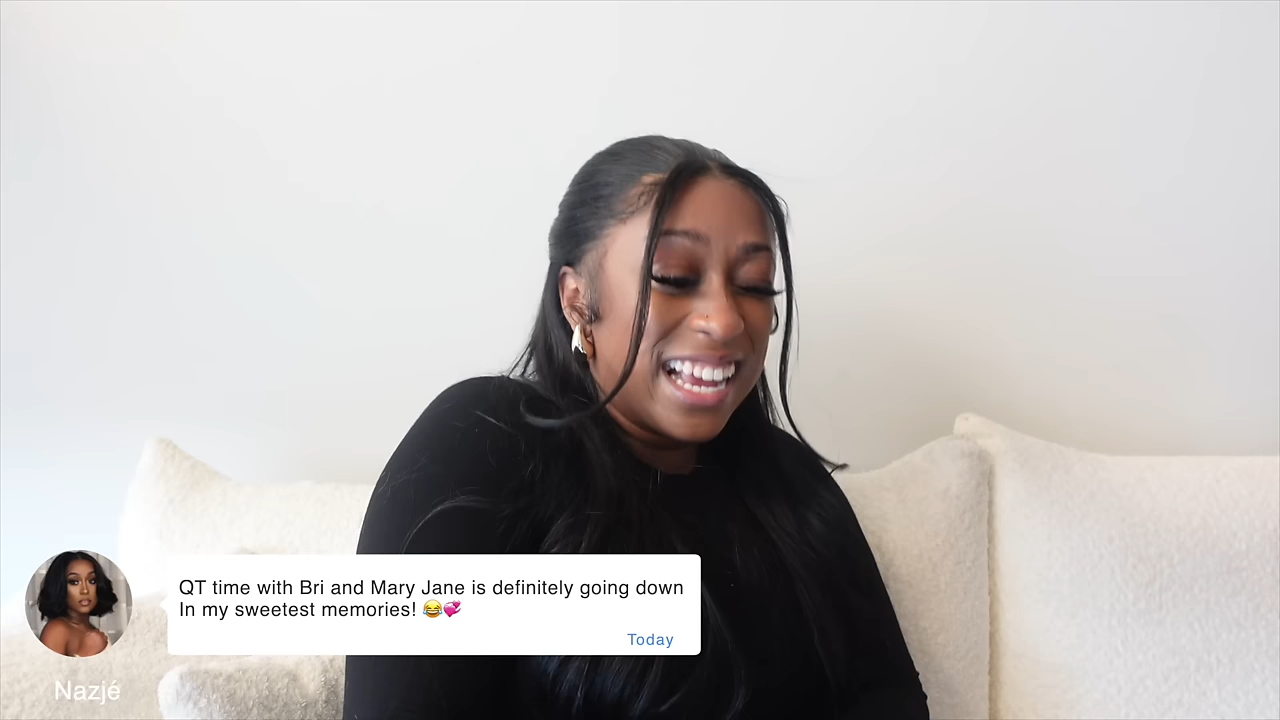 QT time with Bri and Mary Jane is definitely going down
In my sweetest memories! 😂💞
Today
Nazjé